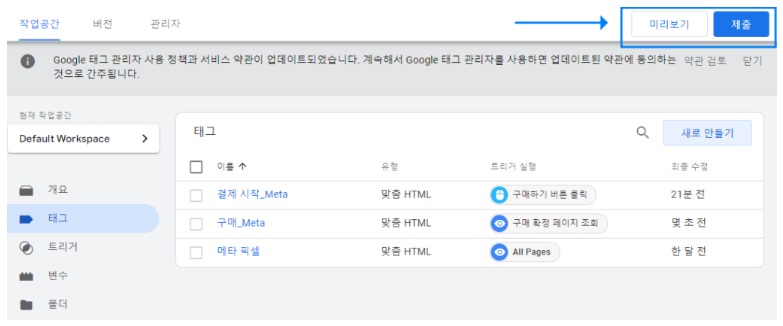 작업공간 버전 관리자 미리보기 제출
Google 태그 관리자 사용 정책과 서비스 약관이 업데이트되었습니다. 계속해서 Google 태그 관리자를 사용하면 업데이트된 약관에 동의하는 약관 검토 닫기
것으로 간주됩니다.
현재 작업공간
Default Workspace
태그 새로 만들기
이름 유형 트리거 실행 최종 수정
결제 시작_Meta 맞춤 HTML 구매하기 버튼 클릭 21분 전
구매_Meta 맞춤 HTML 구매 확정 페이지 조회 몇 초 전
메타 픽셀 맞춤 HTML All Pages 한 달 전
개요
태그
트리거
변수
폴더